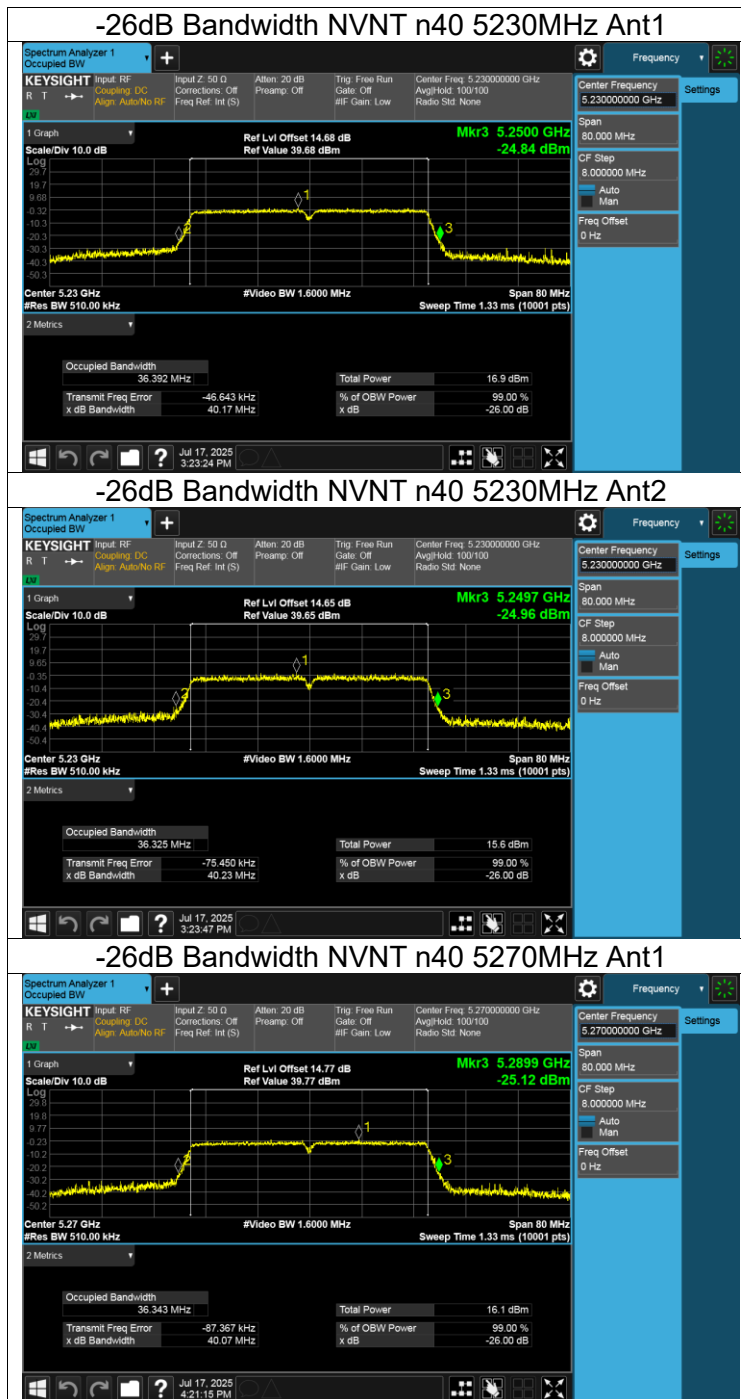 -26dB Bandwidth NVNT n40 5230MHz Ant1
Spectrum Analyzer 1
Occupied BW
+
Frequency
KEYSIGHT
R T
LXI
Input: RF
Coupling: DC
Align: Auto/No RF
Input Z: 50 Ω
Corrections: Off
Freq Ref: Int (S)
Atten: 20 dB
Preamp: Off
Trig: Free Run
Gate: Off
#IF Gain: Low
Center Freq: 5.230000000 GHz
Avg|Hold: 100/100
Radio Std: None
Center Frequency
5.230000000 GHz
Settings
Span
80.000 MHz
CF Step
8.000000 MHz
Auto
Man
Freq Offset
0 Hz
1 Graph
Scale/Div 10.0 dB
Ref Lvl Offset 14.68 dB
Ref Value 39.68 dBm
Mkr3 5.2500 GHz
-24.84 dBm
Log
29.7
19.7
9.68
-0.32
-10.3
-20.3
-30.3
-40.3
-50.3
1
2
3
Center 5.23 GHz
#Res BW 510.00 kHz
#Video BW 1.6000 MHz
Span 80 MHz
Sweep Time 1.33 ms (10001 pts)
2 Metrics
Occupied Bandwidth
36.392 MHz
Total Power 16.9 dBm
Transmit Freq Error -46.643 kHz
% of OBW Power 99.00 %
x dB Bandwidth 40.17 MHz
x dB -26.00 dB
?
Jul 17, 2025
3:23:24 PM
-26dB Bandwidth NVNT n40 5230MHz Ant2
Spectrum Analyzer 1
Occupied BW
+
Frequency
KEYSIGHT
R T
LXI
Input: RF
Coupling: DC
Align: Auto/No RF
Input Z: 50 Ω
Corrections: Off
Freq Ref: Int (S)
Atten: 20 dB
Preamp: Off
Trig: Free Run
Gate: Off
#IF Gain: Low
Center Freq: 5.230000000 GHz
Avg|Hold: 100/100
Radio Std: None
Center Frequency
5.230000000 GHz
Settings
Span
80.000 MHz
CF Step
8.000000 MHz
Auto
Man
Freq Offset
0 Hz
1 Graph
Scale/Div 10.0 dB
Ref Lvl Offset 14.65 dB
Ref Value 39.65 dBm
Mkr3 5.2497 GHz
-24.96 dBm
Log
29.7
19.7
9.65
-0.35
-10.4
-20.4
-30.4
-40.4
-50.4
1
2
3
Center 5.23 GHz
#Res BW 510.00 kHz
#Video BW 1.6000 MHz
Span 80 MHz
Sweep Time 1.33 ms (10001 pts)
2 Metrics
Occupied Bandwidth
36.325 MHz
Total Power 15.6 dBm
Transmit Freq Error -75.450 kHz
% of OBW Power 99.00 %
x dB Bandwidth 40.23 MHz
x dB -26.00 dB
?
Jul 17, 2025
3:23:47 PM
-26dB Bandwidth NVNT n40 5270MHz Ant1
Spectrum Analyzer 1
Occupied BW
+
Frequency
KEYSIGHT
R T
LXI
Input: RF
Coupling: DC
Align: Auto/No RF
Input Z: 50 Ω
Corrections: Off
Freq Ref: Int (S)
Atten: 20 dB
Preamp: Off
Trig: Free Run
Gate: Off
#IF Gain: Low
Center Freq: 5.270000000 GHz
Avg|Hold: 100/100
Radio Std: None
Center Frequency
5.270000000 GHz
Settings
Span
80.000 MHz
CF Step
8.000000 MHz
Auto
Man
Freq Offset
0 Hz
1 Graph
Scale/Div 10.0 dB
Ref Lvl Offset 14.77 dB
Ref Value 39.77 dBm
Mkr3 5.2899 GHz
-25.12 dBm
Log
29.8
19.8
9.77
-0.23
-10.2
-20.2
-30.2
-40.2
-50.2
1
2
3
Center 5.27 GHz
#Res BW 510.00 kHz
#Video BW 1.6000 MHz
Span 80 MHz
Sweep Time 1.33 ms (10001 pts)
2 Metrics
Occupied Bandwidth
36.343 MHz
Total Power 16.1 dBm
Transmit Freq Error -87.367 kHz
% of OBW Power 99.00 %
x dB Bandwidth 40.07 MHz
x dB -26.00 dB
?
Jul 17, 2025
4:21:15 PM